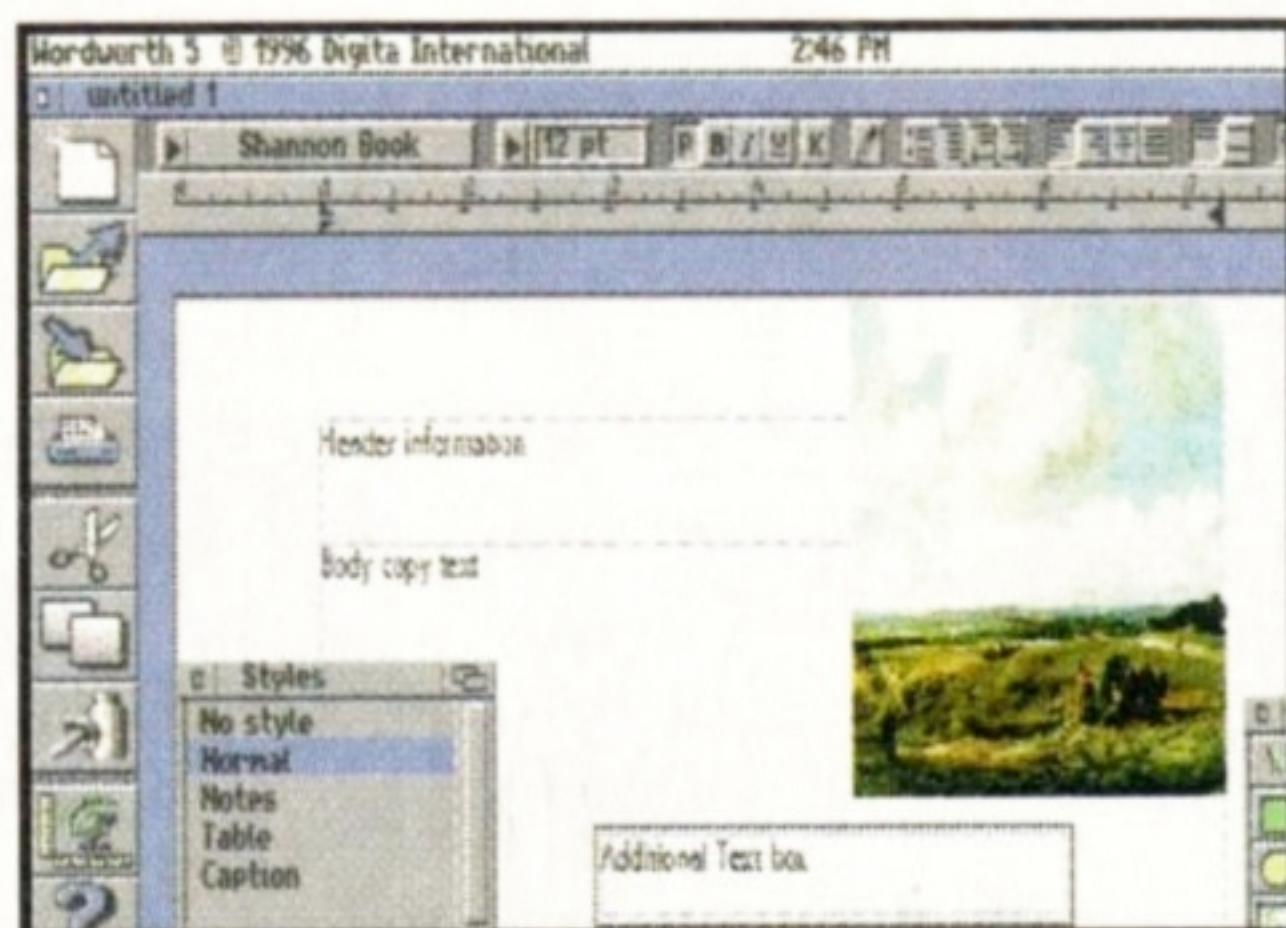 Wordworth 5 © 1996 Digita International 2:46 PM
untitled 1
Shannon Book 12 pt P B I U K
Header information
Body copy text
Styles
No style
Normal
Notes
Table
Caption
Additional Text box